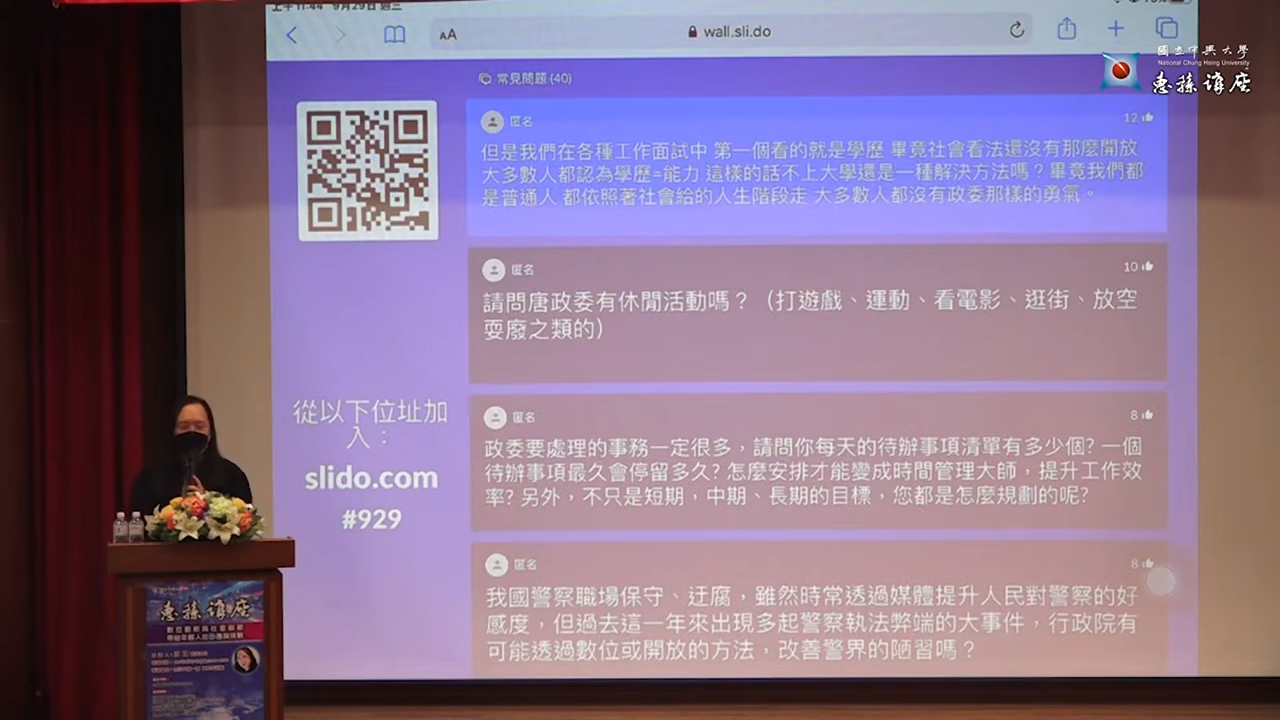 上午11:44 9月29日 週三
AA
wall.sli.do
國立中興大學
National Chung Hsing University
惠蓀講座
常見問題 (40)
匿名
12
但是我們在各種工作面試中 第一個看的就是學歷 畢竟社會看法還沒有那麼開放
大多數人都認為學歷=能力 這樣的話不上大學還是一種解決方法嗎？畢竟我們都
是普通人 都依照著社會給的人生階段走 大多數人都沒有政委那樣的勇氣。
匿名
10
請問唐政委有休閒活動嗎？（打遊戲、運動、看電影、逛街、放空
耍廢之類的）
從以下位址加
入：
slido.com
#929
匿名
8
政委要處理的事務一定很多，請問你每天的待辦事項清單有多少個? 一個
待辦事項最久會停留多久? 怎麼安排才能變成時間管理大師，提升工作效
率? 另外，不只是短期，中期、長期的目標，您都是怎麼規劃的呢?
匿名
8
我國警察職場保守、迂腐，雖然時常透過媒體提升人民對警察的好
感度，但過去這一年來出現多起警察執法弊端的大事件，行政院有
可能透過數位或開放的方法，改善警界的陋習嗎？
惠蓀講座